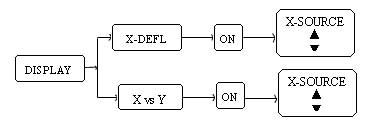 X-DEFL
ON
X-SOURCE
DISPLAY
X vs Y
ON
X-SOURCE